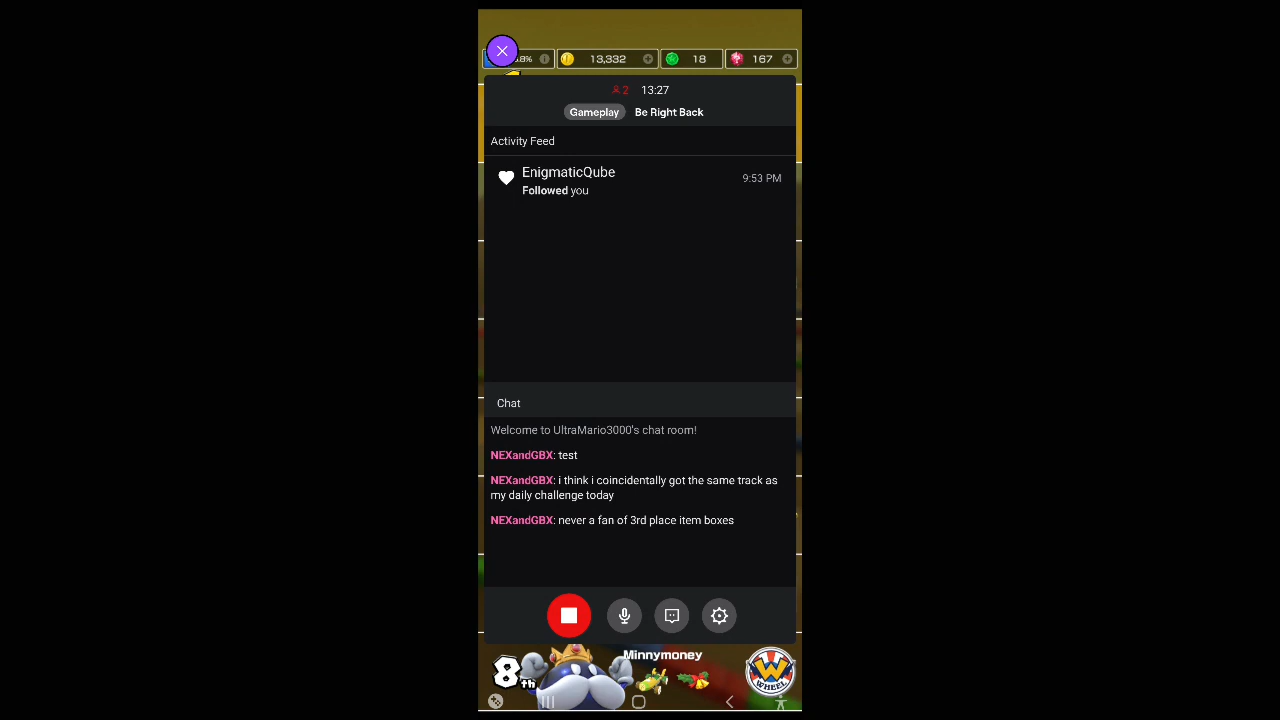 .8% 13,332 18 167
2 13:27
Gameplay Be Right Back
Activity Feed
EnigmaticQube
Followed you 9:53 PM
Chat
Welcome to UltraMario3000's chat room!
NEXandGBX: test
NEXandGBX: i think i coincidentally got the same track as
my daily challenge today
NEXandGBX: never a fan of 3rd place item boxes
Minnymoney
8th
W
WHEEL